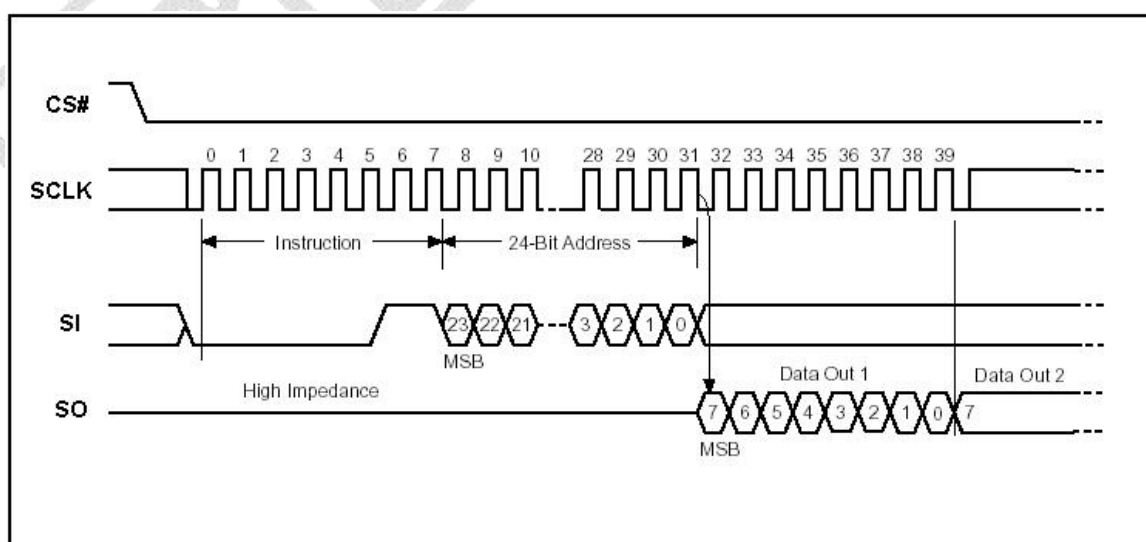 CS#
0 1 2 3 4 5 6 7 8 9 10 28 29 30 31 32 33 34 35 36 37 38 39
SCLK
Instruction 24-Bit Address
SI 23 22 21 3 2 1 0
MSB
High Impedance Data Out 1 Data Out 2
SO 7 6 5 4 3 2 1 0 7
MSB